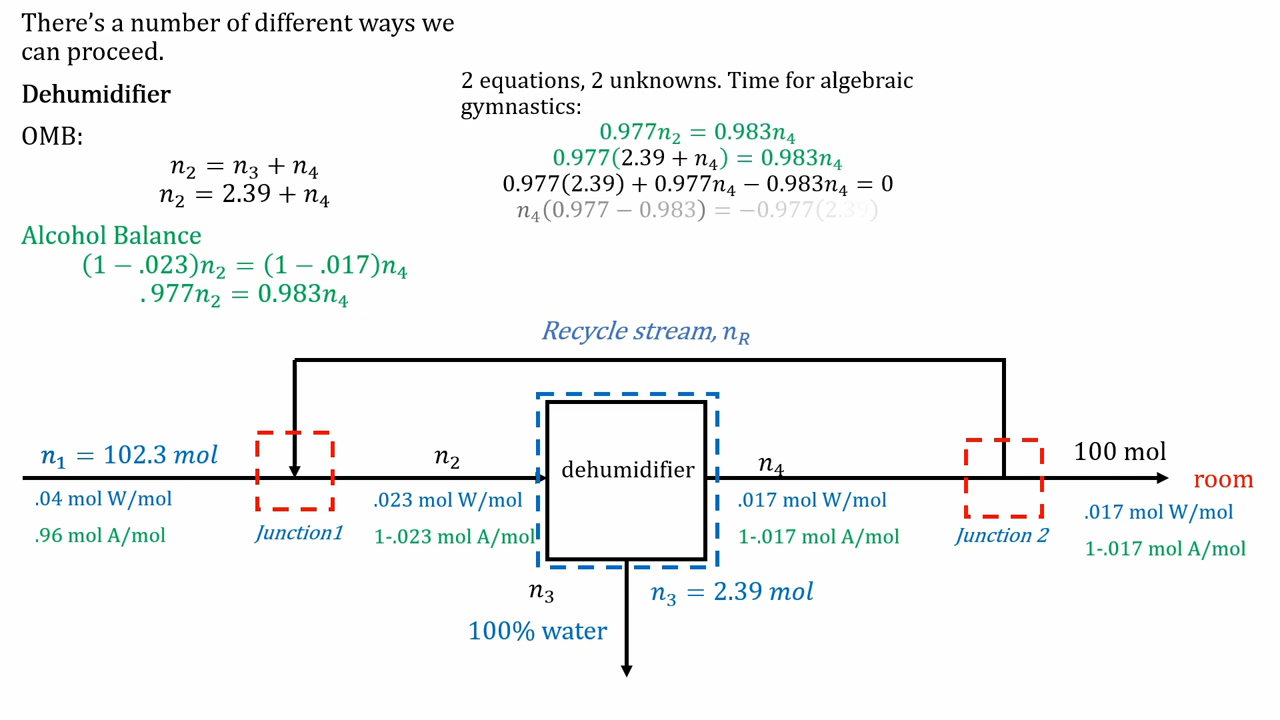 There's a number of different ways we
can proceed.
Dehumidifier
OMB:
n₂ = n₃ + n₄
n₂ = 2.39 + n₄
Alcohol Balance
(1 − .023)n₂ = (1 − .017)n₄
.977n₂ = 0.983n₄
2 equations, 2 unknowns. Time for algebraic
gymnastics:
0.977n₂ = 0.983n₄
0.977(2.39 + n₄) = 0.983n₄
0.977(2.39) + 0.977n₄ − 0.983n₄ = 0
n₄(0.977 − 0.983) = −0.977(2.39)
Recycle stream, n_R
n₁ = 102.3 mol
.04 mol W/mol
.96 mol A/mol
Junction1
n₂
.023 mol W/mol
1-.023 mol A/mol
dehumidifier
n₃
n₃ = 2.39 mol
100% water
n₄
.017 mol W/mol
1-.017 mol A/mol
Junction 2
100 mol
room
.017 mol W/mol
1-.017 mol A/mol